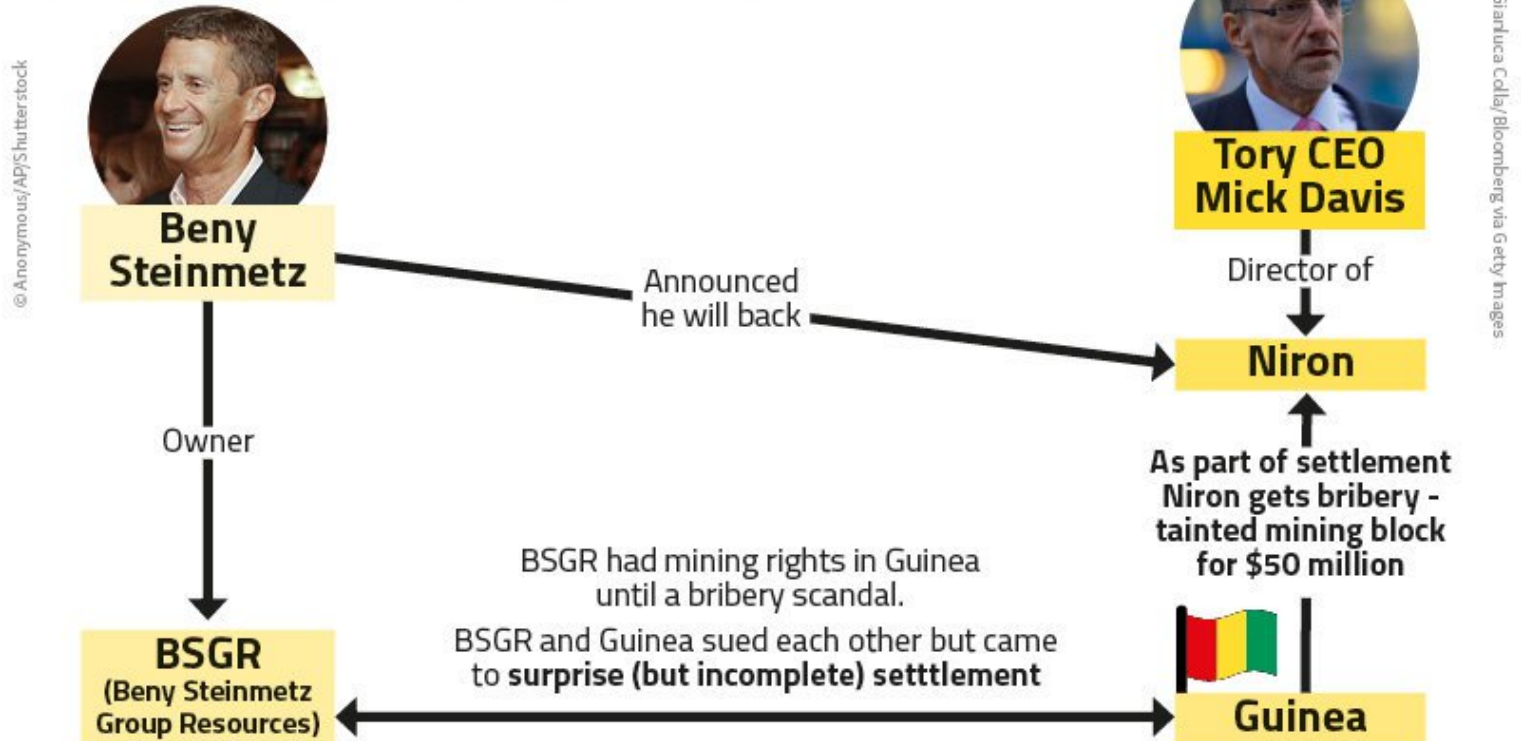 © Anonymous/AP/Shutterstock
Gianluca Colla/Bloomberg via Getty Images
Beny
Steinmetz
Tory CEO
Mick Davis
Announced
he will back
Director of
Niron
Owner
As part of settlement
Niron gets bribery -
tainted mining block
for $50 million
BSGR had mining rights in Guinea
until a bribery scandal.
BSGR and Guinea sued each other but came
to surprise (but incomplete) setttlement
BSGR
(Beny Steinmetz
Group Resources)
Guinea